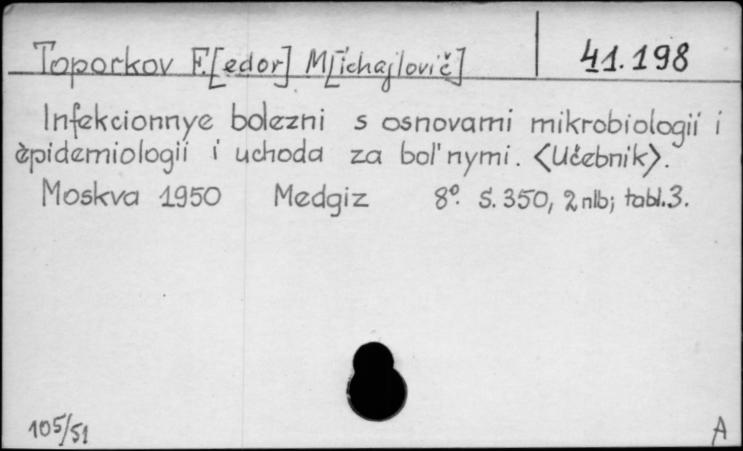 Toporkov F.[edor] M[ichajlovič] 41.198
Infekcionnye bolezni s osnovami mikrobiologii i
èpidemiologii i uchoda za bol'nymi. <Učebnik>.
Moskva 1950 Medgiz 8°. S. 350, 2 nlb; tabl. 3.
105/51 A